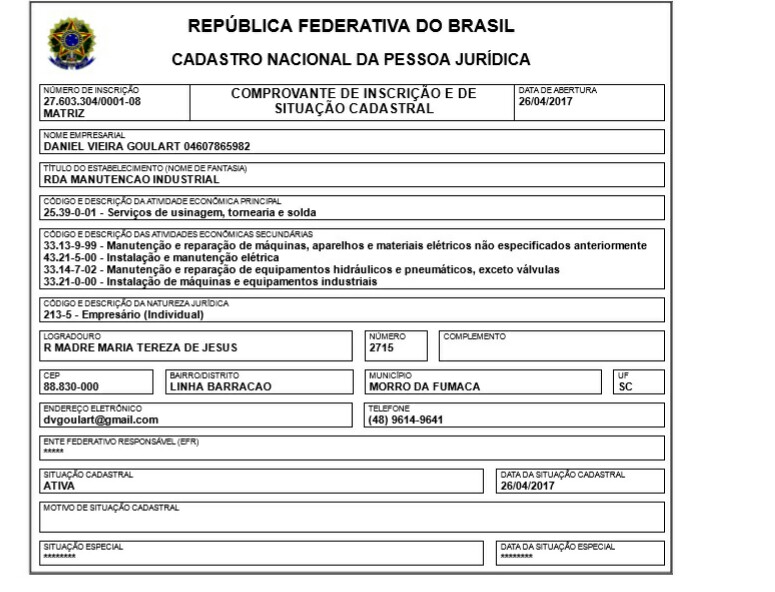 REPÚBLICA FEDERATIVA DO BRASIL
CADASTRO NACIONAL DA PESSOA JURÍDICA
NÚMERO DE INSCRIÇÃO
27.603.304/0001-08
MATRIZ
COMPROVANTE DE INSCRIÇÃO E DE
SITUAÇÃO CADASTRAL
DATA DE ABERTURA
26/04/2017
NOME EMPRESARIAL
DANIEL VIEIRA GOULART 04607865982
TÍTULO DO ESTABELECIMENTO (NOME DE FANTASIA)
RDA MANUTENCAO INDUSTRIAL
CÓDIGO E DESCRIÇÃO DA ATIVIDADE ECONÔMICA PRINCIPAL
25.39-0-01 - Serviços de usinagem, tornearia e solda
CÓDIGO E DESCRIÇÃO DAS ATIVIDADES ECONÔMICAS SECUNDÁRIAS
33.13-9-99 - Manutenção e reparação de máquinas, aparelhos e materiais elétricos não especificados anteriormente
43.21-5-00 - Instalação e manutenção elétrica
33.14-7-02 - Manutenção e reparação de equipamentos hidráulicos e pneumáticos, exceto válvulas
33.21-0-00 - Instalação de máquinas e equipamentos industriais
CÓDIGO E DESCRIÇÃO DA NATUREZA JURÍDICA
213-5 - Empresário (Individual)
LOGRADOURO
R MADRE MARIA TEREZA DE JESUS
NÚMERO
2715
COMPLEMENTO
CEP
88.830-000
BAIRRO/DISTRITO
LINHA BARRACAO
MUNICÍPIO
MORRO DA FUMACA
UF
SC
ENDEREÇO ELETRÔNICO
dvgoulart@gmail.com
TELEFONE
(48) 9614-9641
ENTE FEDERATIVO RESPONSÁVEL (EFR)
*****
SITUAÇÃO CADASTRAL
ATIVA
DATA DA SITUAÇÃO CADASTRAL
26/04/2017
MOTIVO DE SITUAÇÃO CADASTRAL
SITUAÇÃO ESPECIAL
********
DATA DA SITUAÇÃO ESPECIAL
********